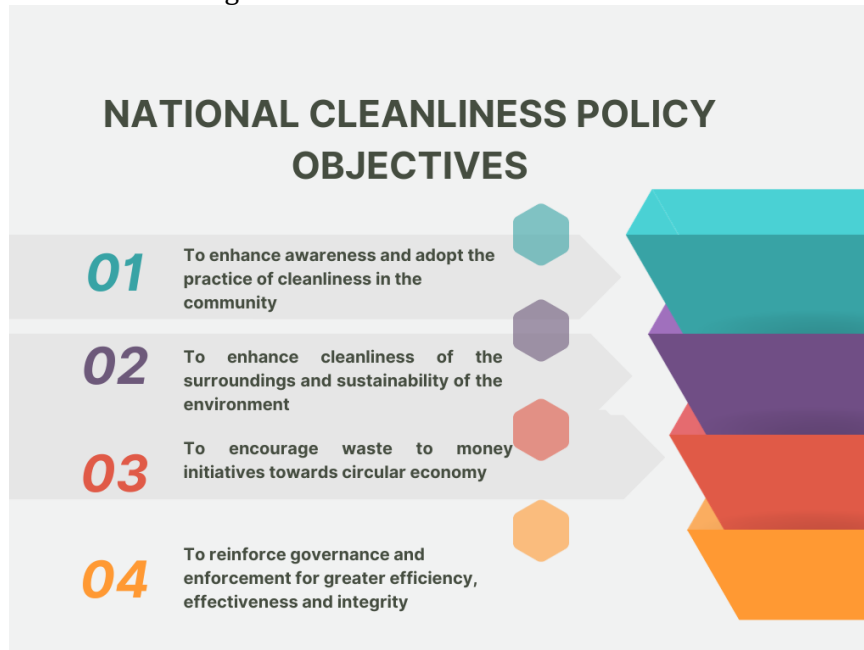 NATIONAL CLEANLINESS POLICY
OBJECTIVES
01
To enhance awareness and adopt the
practice of cleanliness in the
community
02
To enhance cleanliness of the
surroundings and sustainability of the
environment
03
To encourage waste to money
initiatives towards circular economy
04
To reinforce governance and
enforcement for greater efficiency,
effectiveness and integrity